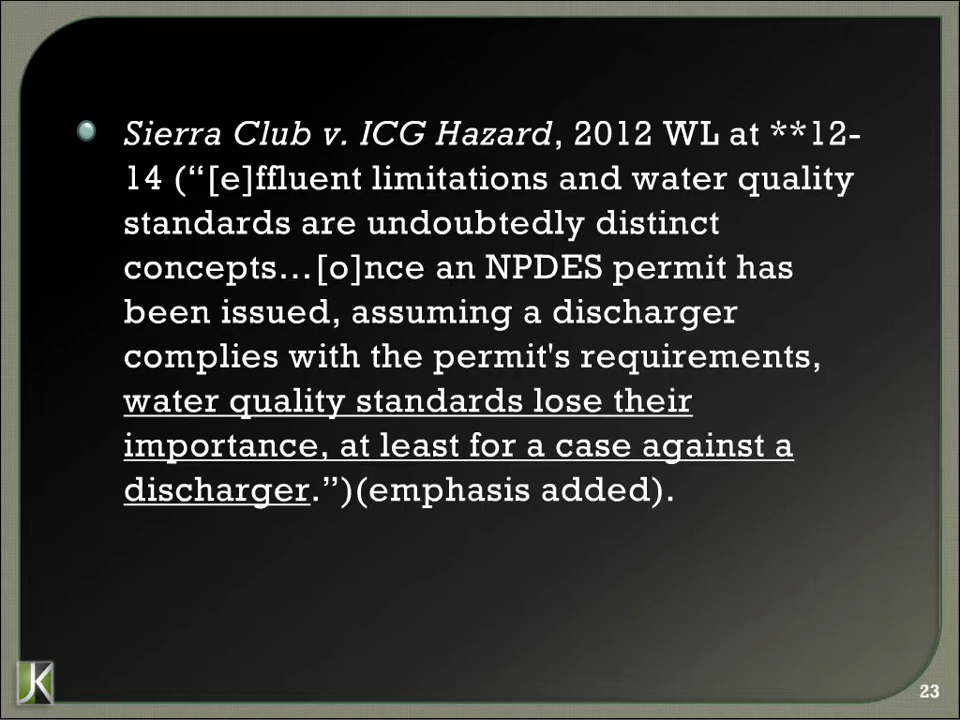 Sierra Club v. ICG Hazard, 2012 WL at **12-
14 (“[e]ffluent limitations and water quality
standards are undoubtedly distinct
concepts…[o]nce an NPDES permit has
been issued, assuming a discharger
complies with the permit's requirements,
water quality standards lose their
importance, at least for a case against a
discharger.”)(emphasis added).
JK
23